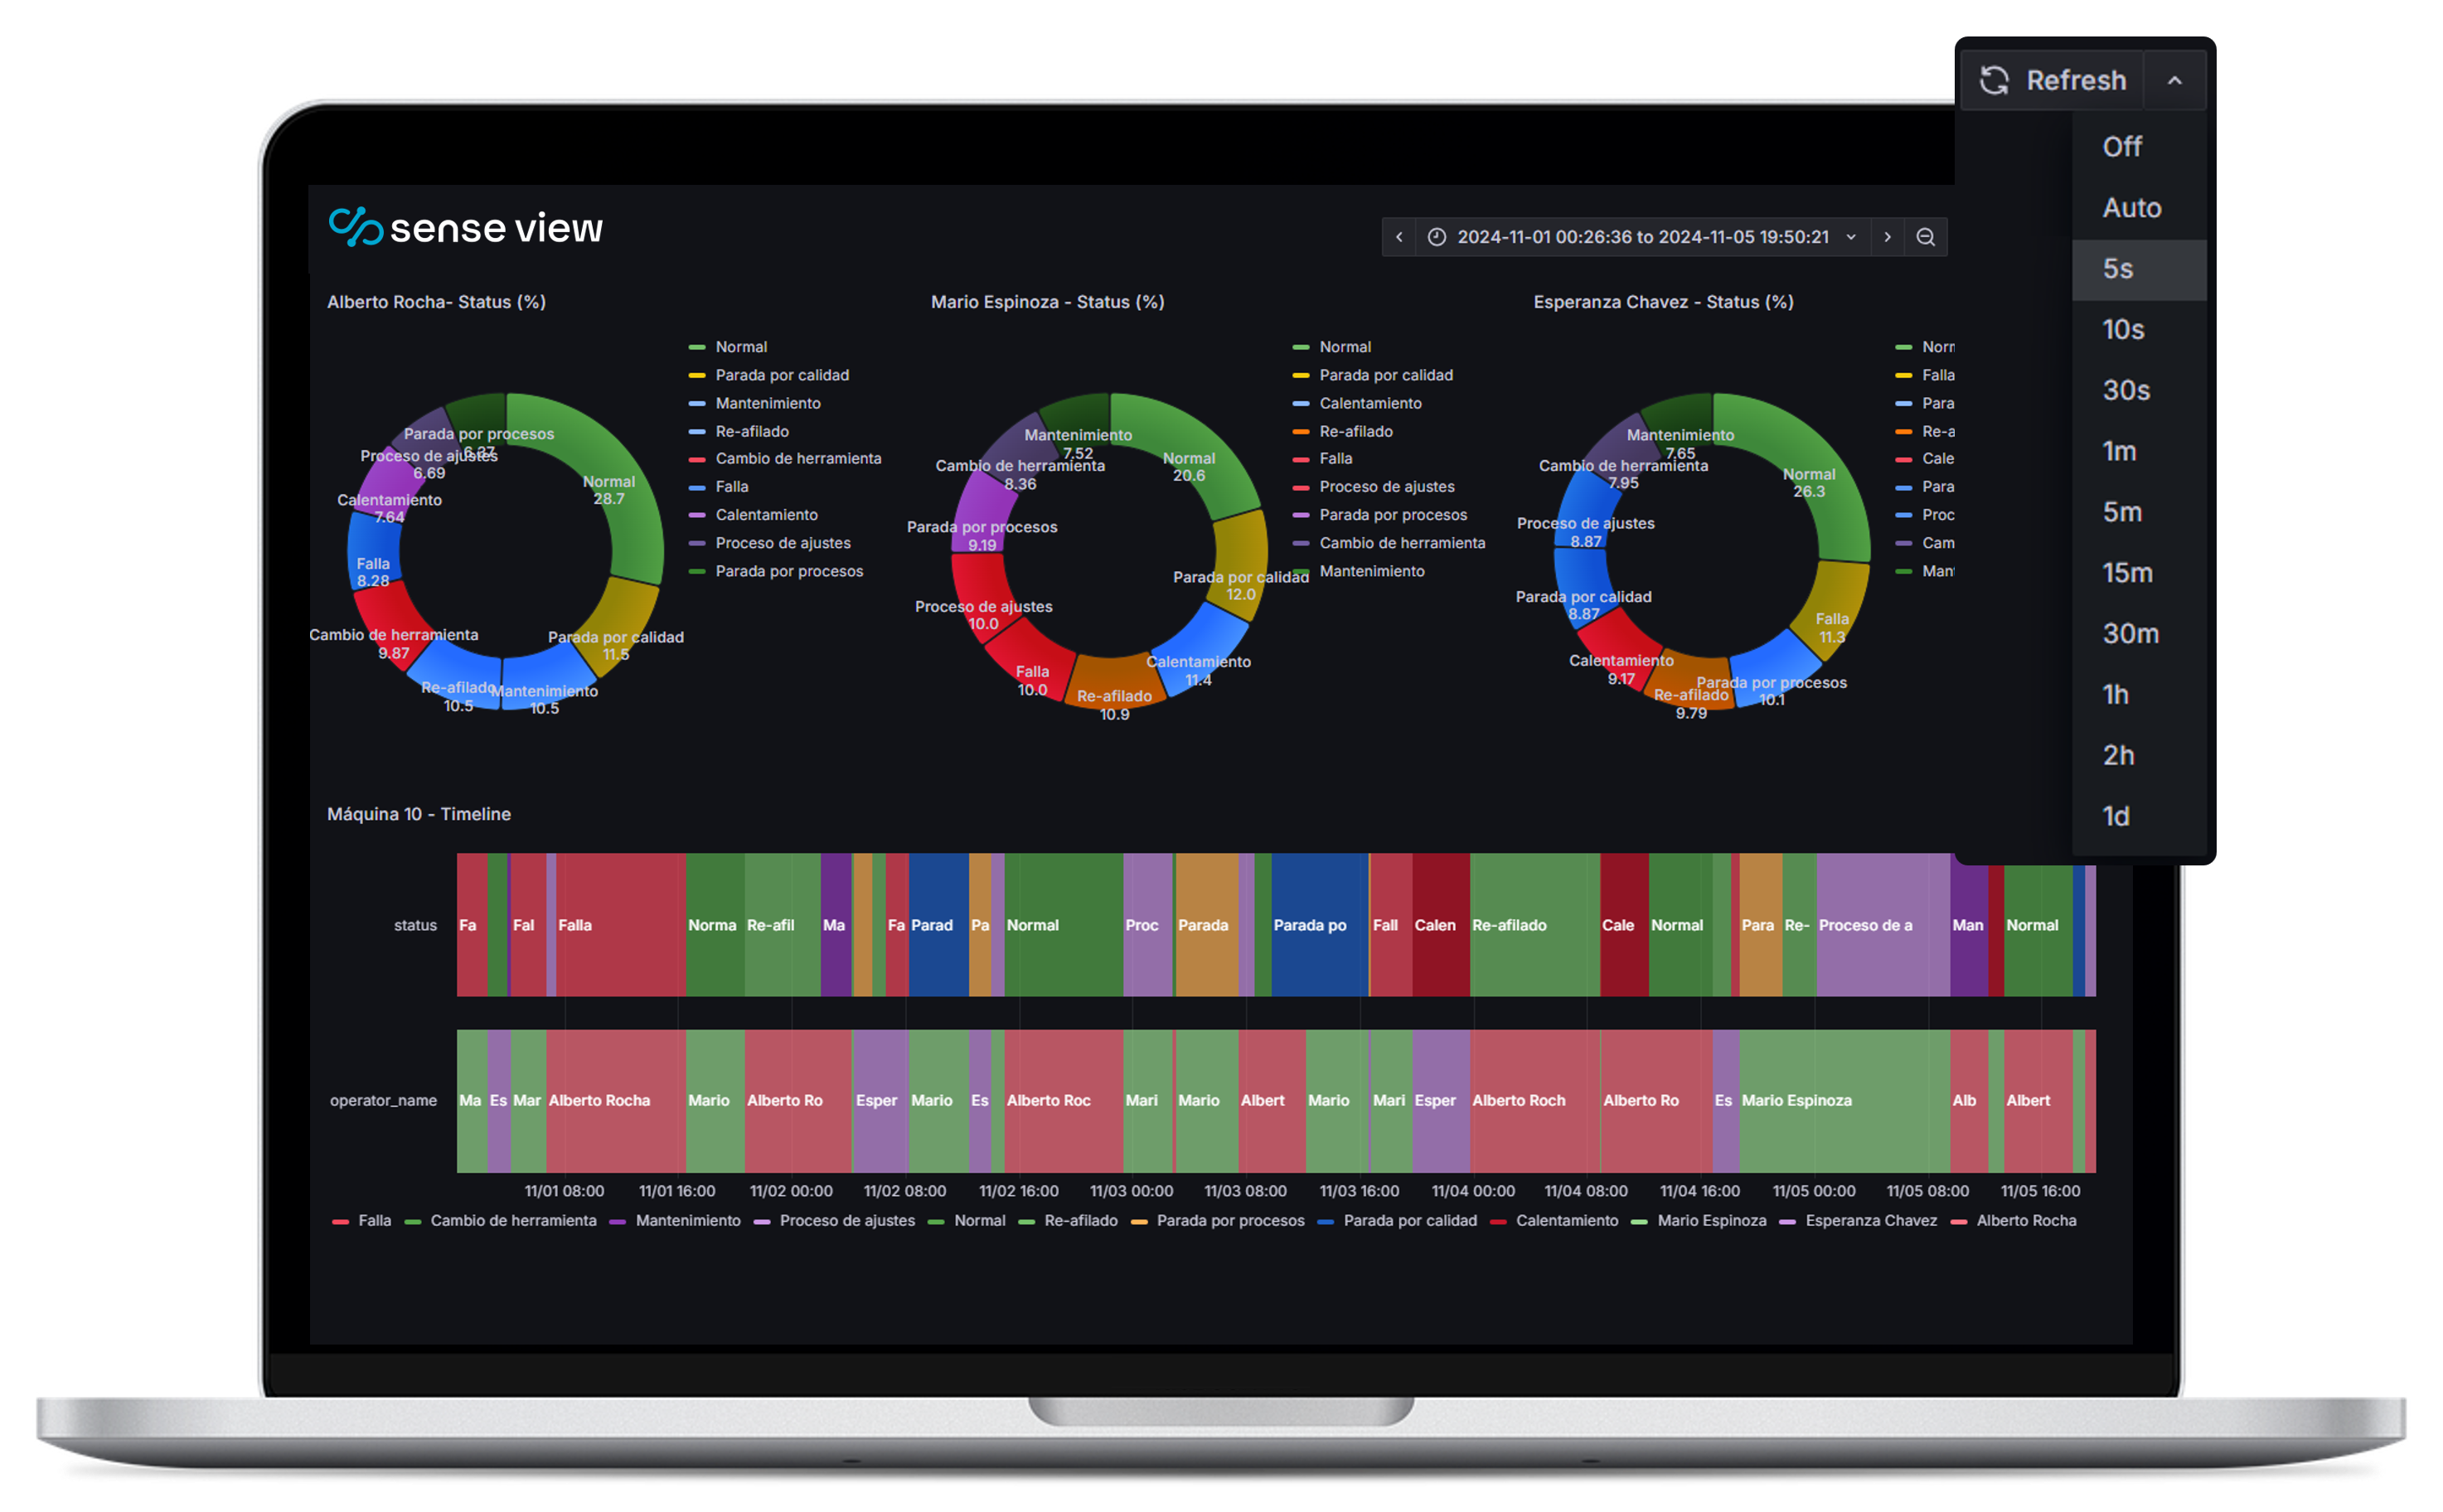 Refresh
Off
Auto
5s
10s
30s
1m
5m
15m
30m
1h
2h
1d
sense view
2024-11-01 00:26:36 to 2024-11-05 19:50:21
Alberto Rocha- Status (%)
Normal
28.7
Parada por calidad
11.5
Mantenimiento
10.5
Re-afilado
10.5
Cambio de herramienta
9.87
Falla
8.28
Calentamiento
7.64
Proceso de ajustes
6.69
Parada por procesos
6.37
Normal
Parada por calidad
Mantenimiento
Re-afilado
Cambio de herramienta
Falla
Calentamiento
Proceso de ajustes
Parada por procesos
Mario Espinoza - Status (%)
Normal
20.6
Parada por calidad
12.0
Calentamiento
11.4
Re-afilado
10.9
Falla
10.0
Proceso de ajustes
10.0
Parada por procesos
9.19
Cambio de herramienta
8.36
Mantenimiento
7.52
Normal
Parada por calidad
Calentamiento
Re-afilado
Falla
Proceso de ajustes
Parada por procesos
Cambio de herramienta
Mantenimiento
Esperanza Chavez - Status (%)
Normal
26.3
Falla
11.3
Parada por procesos
10.1
Re-afilado
9.79
Calentamiento
9.17
Parada por calidad
8.87
Proceso de ajustes
8.87
Cambio de herramienta
7.95
Mantenimiento
7.65
Norm
Falla
Para
Re-a
Cale
Para
Proc
Cam
Man
Máquina 10 - Timeline
status
Fa Fal Falla Norma Re-afil Ma Fa Parad Pa Normal Proc Parada Parada po Fall Calen Re-afilado Cale Normal Para Re- Proceso de a Man Normal
operator_name
Ma Es Mar Alberto Rocha Mario Alberto Ro Esper Mario Es Alberto Roc Mari Mario Albert Mario Mari Esper Alberto Roch Alberto Ro Es Mario Espinoza Alb Albert
11/01 08:00 11/01 16:00 11/02 00:00 11/02 08:00 11/02 16:00 11/03 00:00 11/03 08:00 11/03 16:00 11/04 00:00 11/04 08:00 11/04 16:00 11/05 00:00 11/05 08:00 11/05 16:00
Falla Cambio de herramienta Mantenimiento Proceso de ajustes Normal Re-afilado Parada por procesos Parada por calidad Calentamiento Mario Espinoza Esperanza Chavez Alberto Rocha